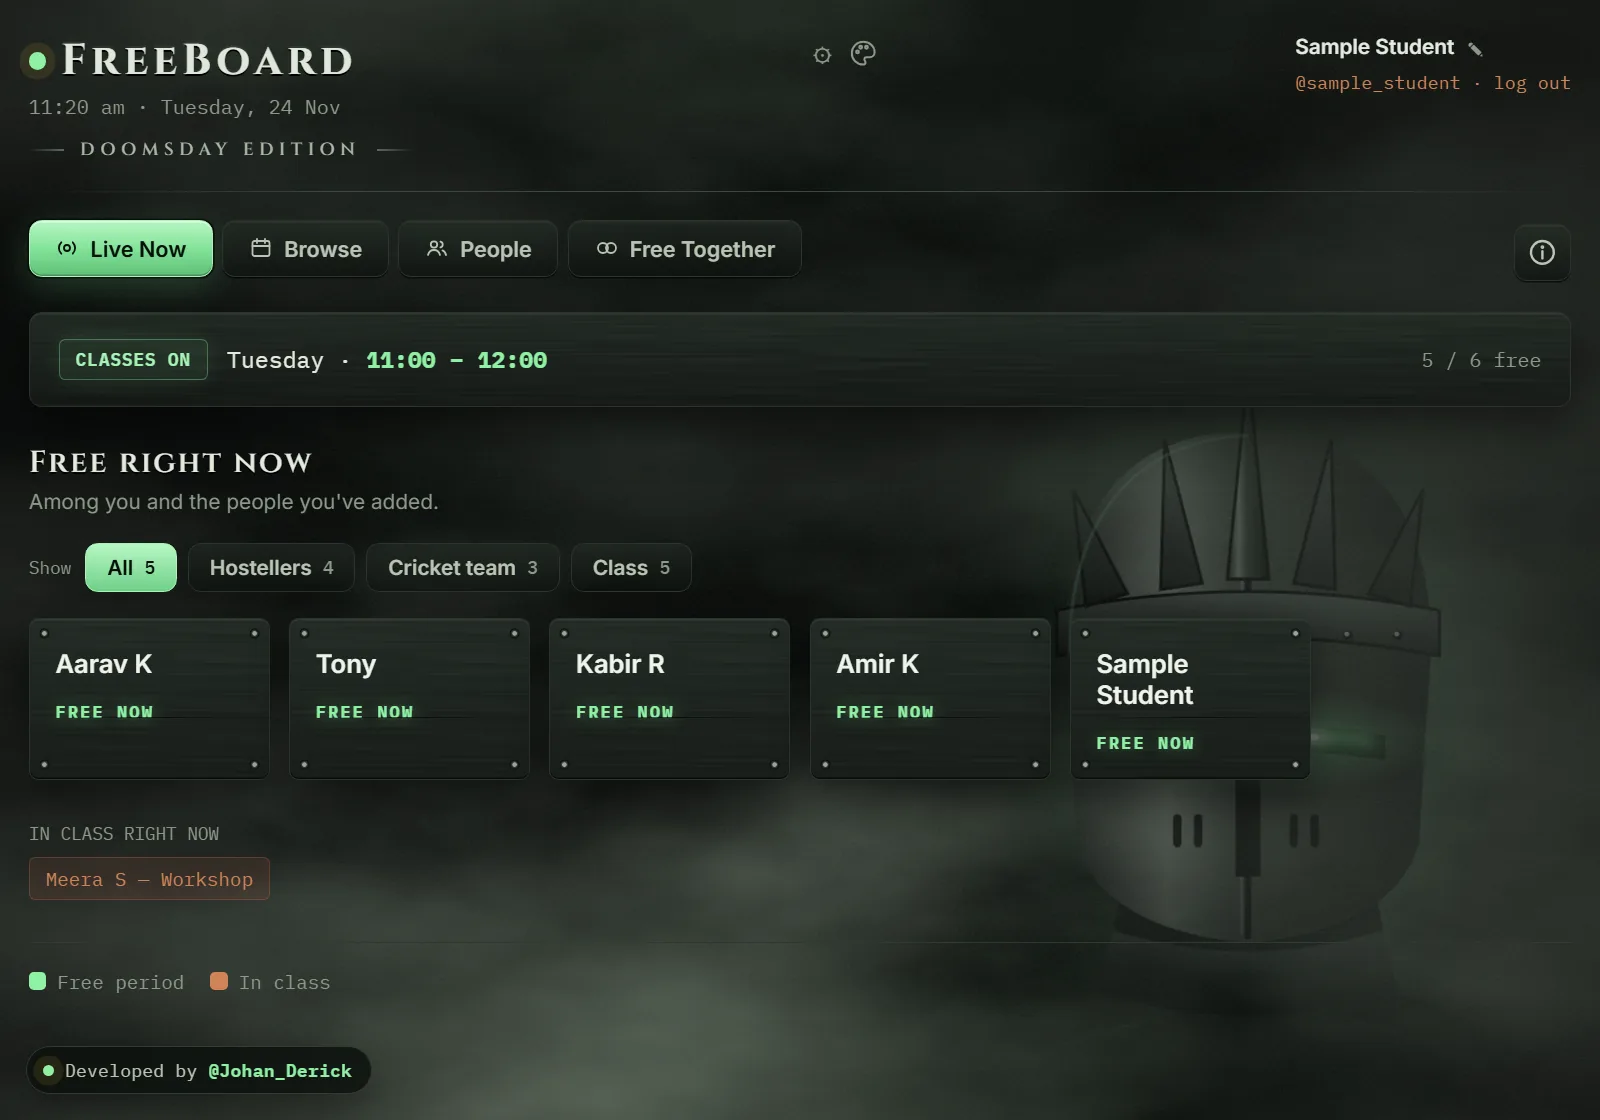 FreeBoard
11:20 am · Tuesday, 24 Nov
DOOMSDAY EDITION
Sample Student
@sample_student · log out
Live Now
Browse
People
Free Together
CLASSES ON Tuesday · 11:00 – 12:00
5 / 6 free
Free right now
Among you and the people you've added.
Show All 5 Hostellers 4 Cricket team 3 Class 5
Aarav K
FREE NOW
Tony
FREE NOW
Kabir R
FREE NOW
Amir K
FREE NOW
Sample
Student
FREE NOW
IN CLASS RIGHT NOW
Meera S — Workshop
Free period In class
Developed by @Johan_Derick